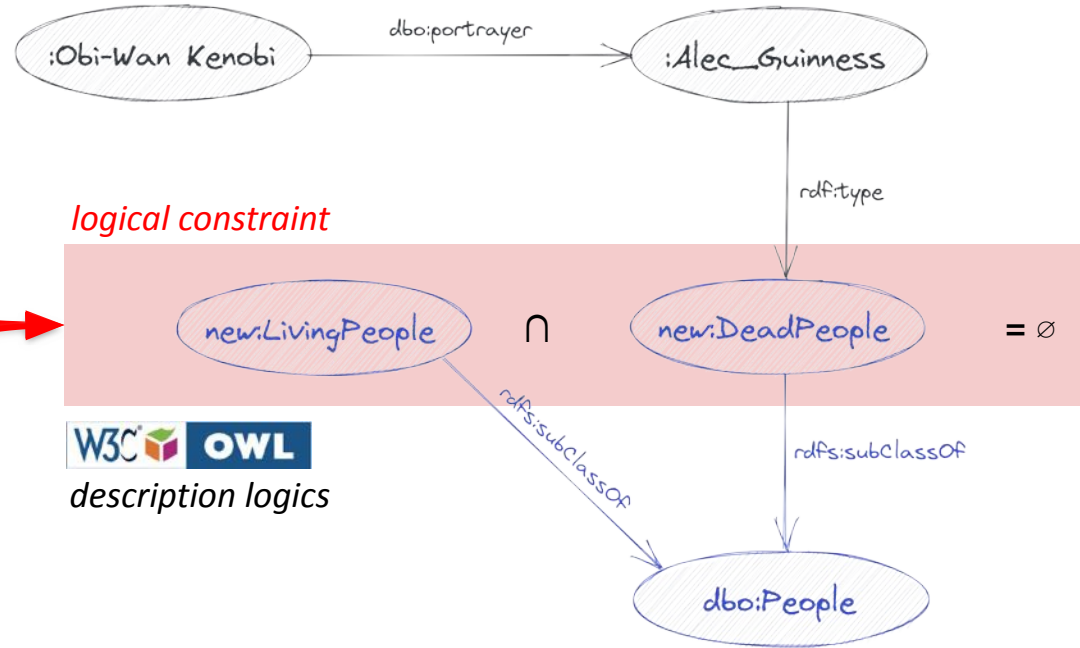 dbo:portrayer
:Obi-Wan Kenobi
:Alec_Guinness
rdf:type
logical constraint
new:LivingPeople ∩ new:DeadPeople = ∅
rdfs:subClassOf
rdfs:subClassOf
W3C® OWL
description logics
dbo:People